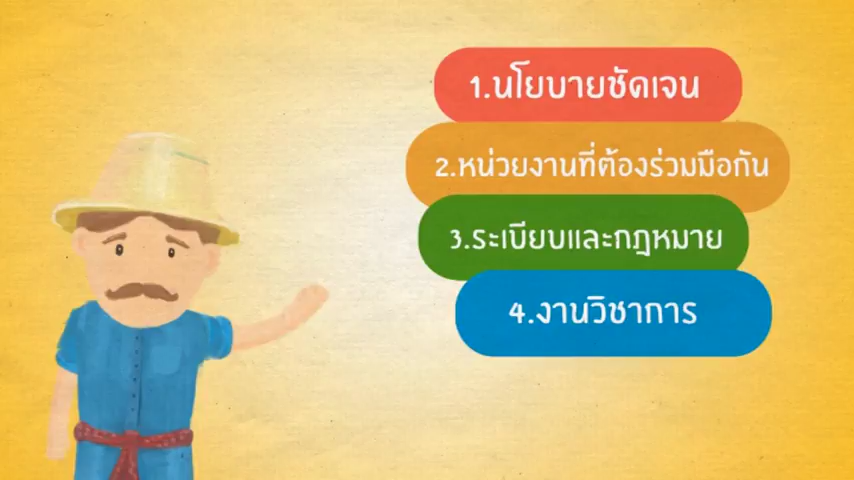 1.นโยบายชัดเจน
2.หน่วยงานที่ต้องร่วมมือกัน
3.ระเบียบและกฎหมาย
4.งานวิชาการ